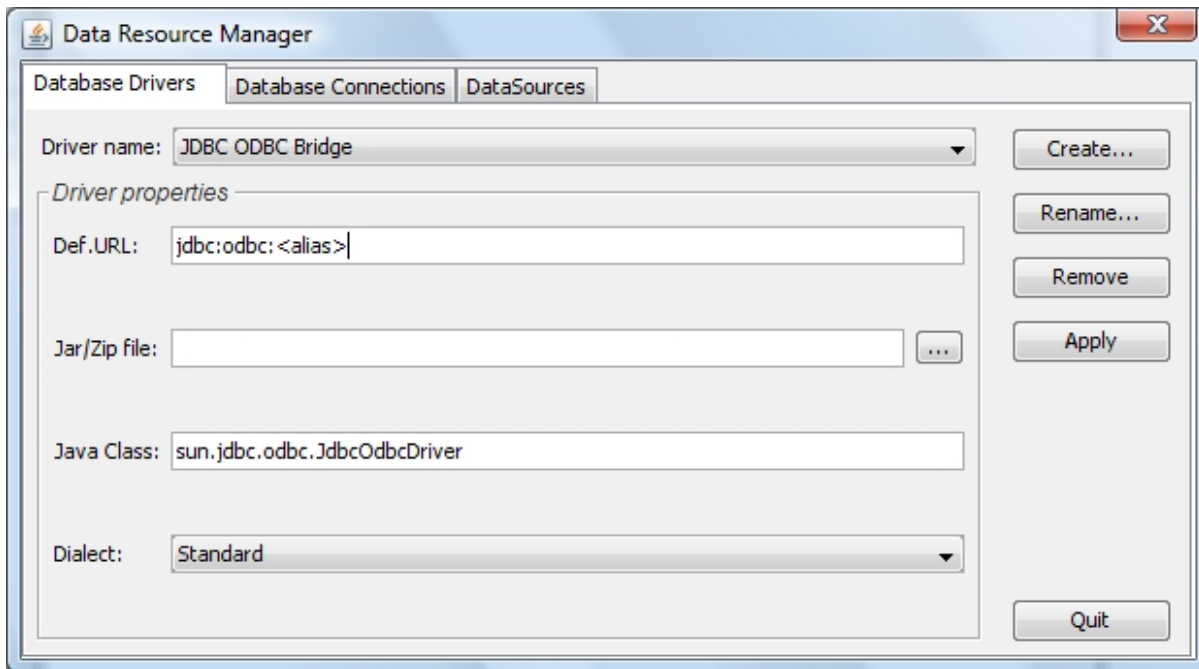 Data Resource Manager
Database Drivers Database Connections DataSources
Driver name: JDBC ODBC Bridge Create...
Driver properties
Rename...
Def.URL: jdbc:odbc:<alias>
Remove
Jar/Zip file: ... Apply
Java Class: sun.jdbc.odbc.JdbcOdbcDriver
Dialect: Standard
Quit